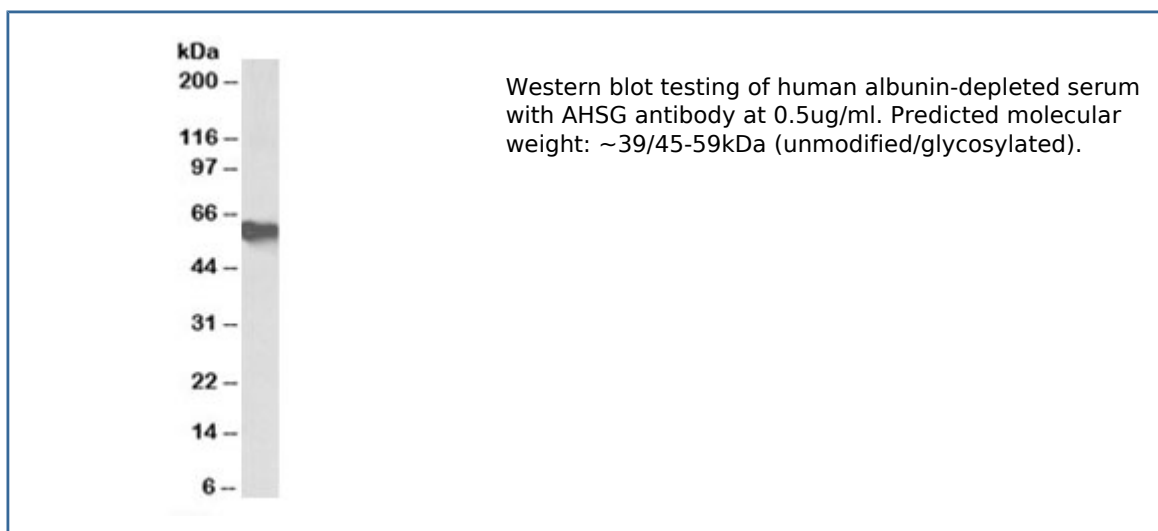 kDa
200 –
116 –
97 –
66 –
44 –
31 –
22 –
14 –
6 –
Western blot testing of human albunin-depleted serum
with AHSG antibody at 0.5ug/ml. Predicted molecular
weight: ~39/45-59kDa (unmodified/glycosylated).